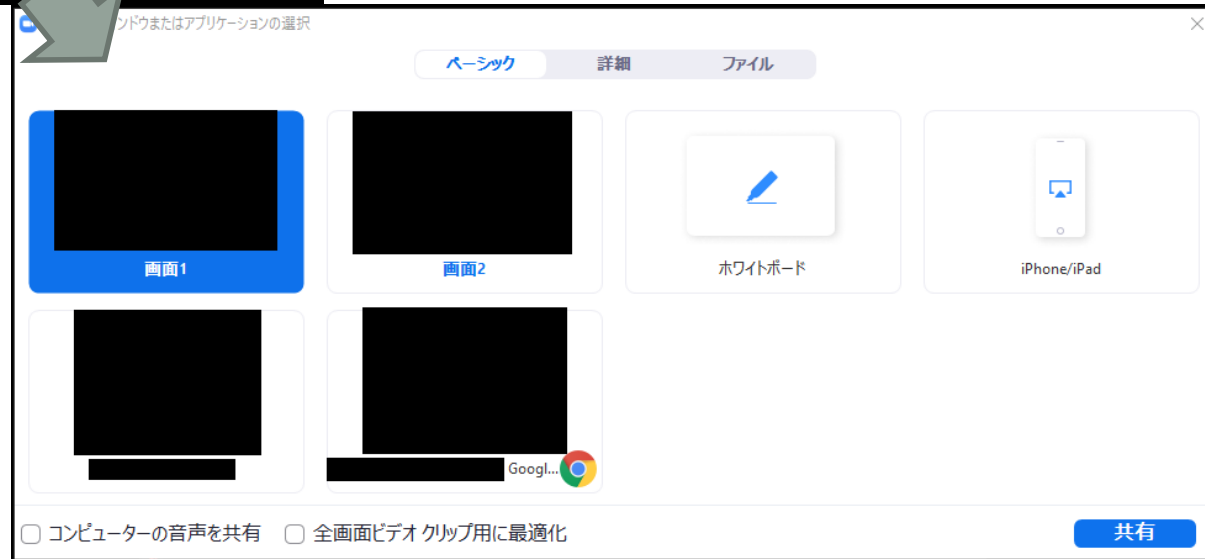 ンドウまたはアプリケーションの選択
ベーシック 詳細 ファイル
画面1 画面2 ホワイトボード iPhone/iPad
Googl...
コンピューターの音声を共有 全画面ビデオ クリップ用に最適化 共有